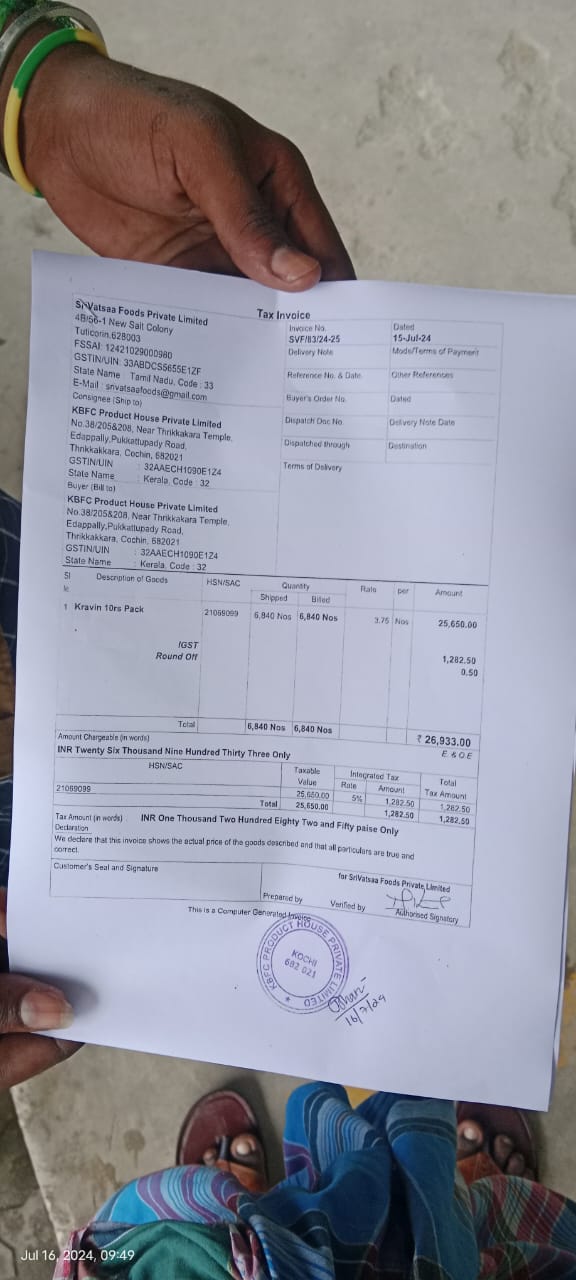 Tax Invoice
SriVatsaa Foods Private Limited
4B/56-1 New Salt Colony
Tuticorin,628003
FSSAI: 12421029000980
GSTIN/UIN: 33ABDCS5655E1ZF
State Name : Tamil Nadu, Code : 33
E-Mail : srivatsaafoods@gmail.com
Invoice No.
SVF/83/24-25
Dated
15-Jul-24
Delivery Note
Mode/Terms of Payment
Reference No. & Date.
Other References
Buyer's Order No.
Dated
Dispatch Doc No.
Delivery Note Date
Dispatched through
Destination
Terms of Delivery
Consignee (Ship to)
KBFC Product House Private Limited
No.38/205&208, Near Thrikkakara Temple,
Edappally,Pukkattupady Road,
Thrikkakkara, Cochin, 682021
GSTIN/UIN : 32AAECH1090E1Z4
State Name : Kerala, Code : 32
Buyer (Bill to)
KBFC Product House Private Limited
No.38/205&208, Near Thrikkakara Temple,
Edappally,Pukkattupady Road,
Thrikkakkara, Cochin, 682021
GSTIN/UIN : 32AAECH1090E1Z4
State Name : Kerala, Code : 32
Sl Description of Goods HSN/SAC Quantity Rate per Amount
Shipped Billed
1 Kravin 10rs Pack 21069099 6,840 Nos 6,840 Nos 3.75 Nos 25,650.00
IGST 1,282.50
Round Off 0.50
Total 6,840 Nos 6,840 Nos ₹ 26,933.00
Amount Chargeable (in words) E. & O.E
INR Twenty Six Thousand Nine Hundred Thirty Three Only
HSN/SAC Taxable Integrated Tax Total
Value Rate Amount Tax Amount
21069099 25,650.00 5% 1,282.50 1,282.50
Total 25,650.00 1,282.50 1,282.50
Tax Amount (in words) : INR One Thousand Two Hundred Eighty Two and Fifty paise Only
Declaration
We declare that this invoice shows the actual price of the goods described and that all particulars are true and
correct.
Customer's Seal and Signature
for SriVatsaa Foods Private Limited
Prepared by Verified by Authorised Signatory
This is a Computer Generated Invoice
KBFC PRODUCT HOUSE PRIVATE LIMITED
KOCHI
682 021
16/7/24
Jul 16, 2024, 09:49